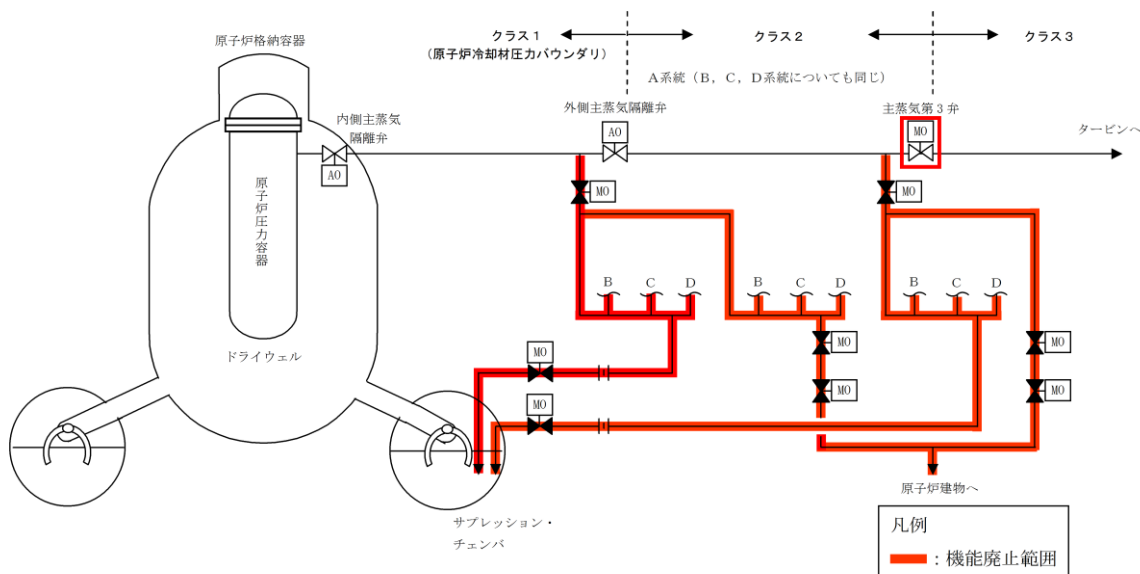 クラス1
(原子炉冷却材圧力バウンダリ)
クラス2
クラス3
A系統(B,C,D系統についても同じ)
原子炉格納容器
内側主蒸気
隔離弁
AO
外側主蒸気隔離弁
AO
主蒸気第3弁
MO
タービンへ
MO
MO
原子炉圧力容器
B
C
D
B
C
D
B
C
D
ドライウェル
MO
MO
MO
MO
MO
MO
サプレッション・
チェンバ
原子炉建物へ
凡例
:機能廃止範囲